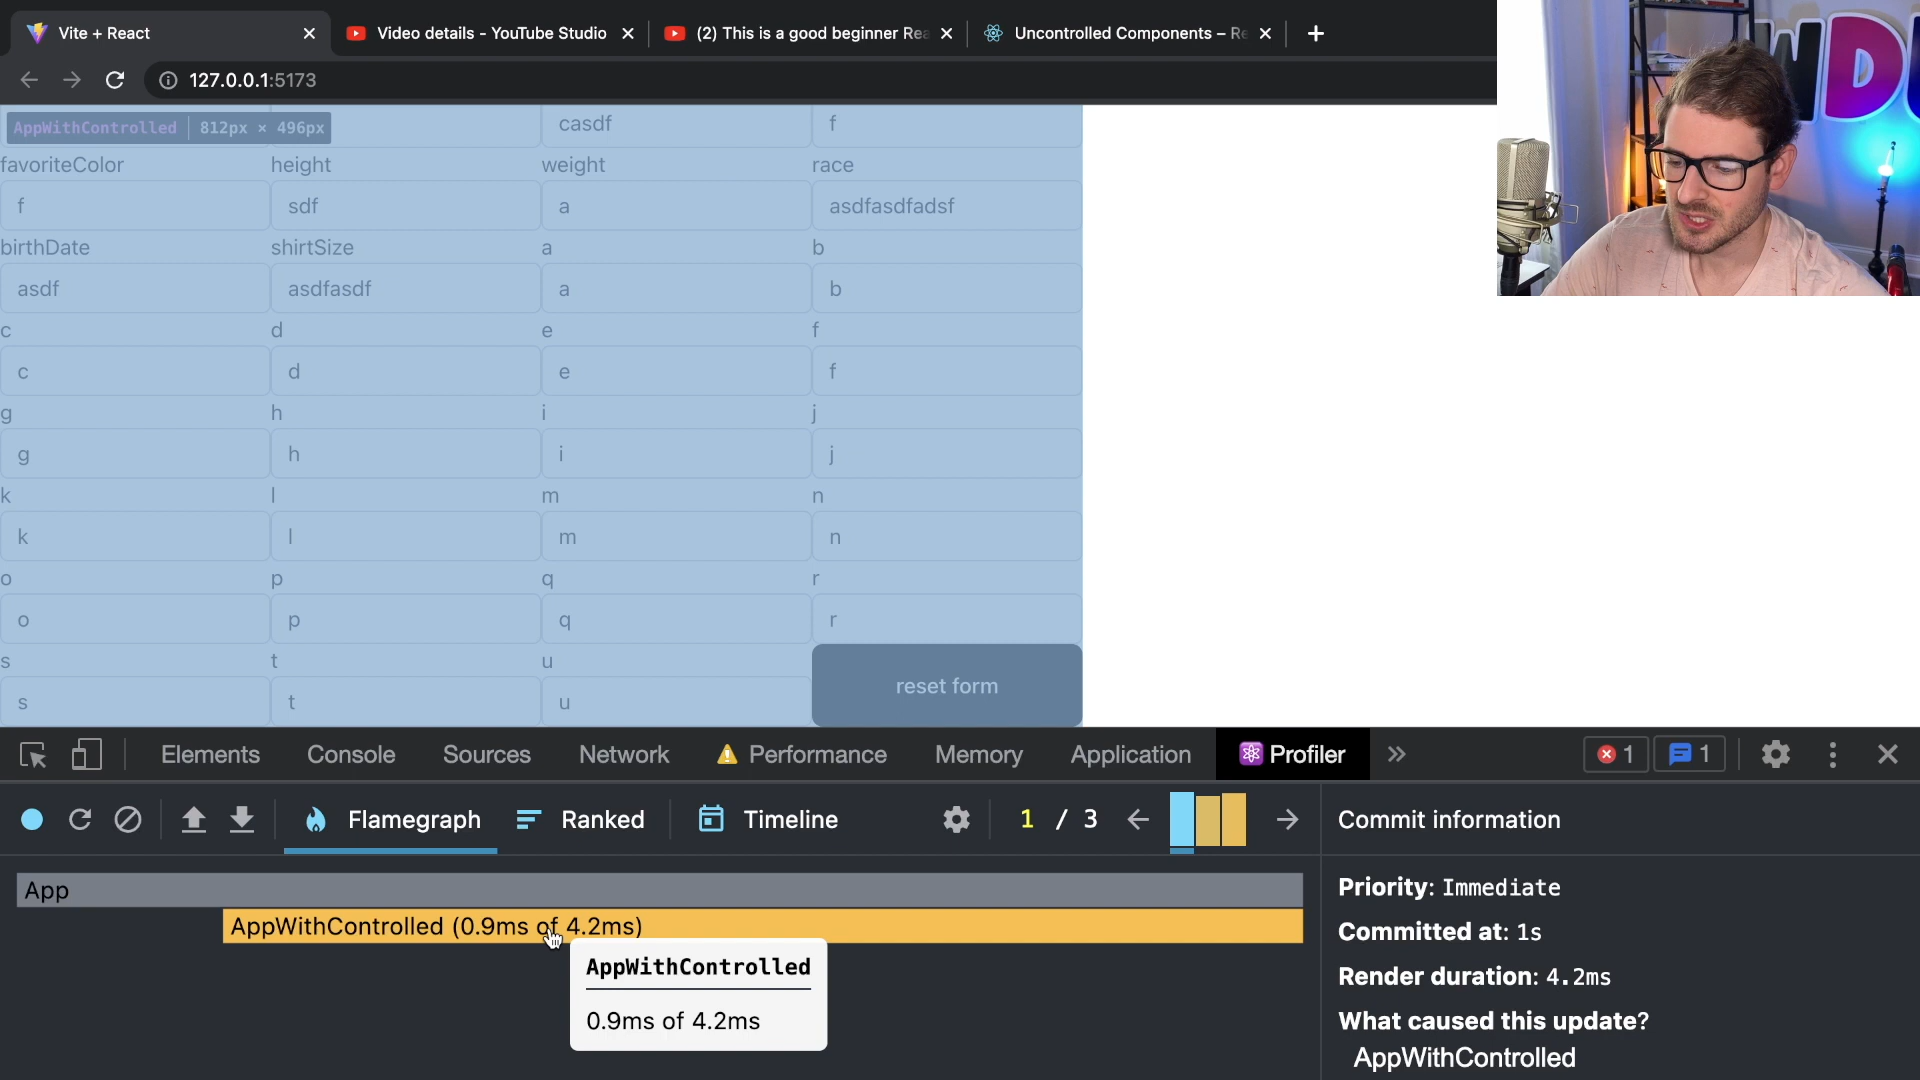 Vite + React
Video details - YouTube Studio
(2) This is a good beginner Rea
Uncontrolled Components – Re
127.0.0.1:5173
AppWithControlled 812px × 496px
casdf f
favoriteColor height weight race
f sdf a asdfasdfadsf
birthDate shirtSize a b
asdf asdfasdf a b
c d e f
c d e f
g h i j
g h i j
k l m n
k l m n
o p q r
o p q r
s t u
reset form
s t u
Elements Console Sources Network Performance Memory Application Profiler 1 1
Flamegraph Ranked Timeline 1 / 3 Commit information
App
AppWithControlled (0.9ms of 4.2ms)
AppWithControlled
0.9ms of 4.2ms
Priority: Immediate
Committed at: 1s
Render duration: 4.2ms
What caused this update?
AppWithControlled